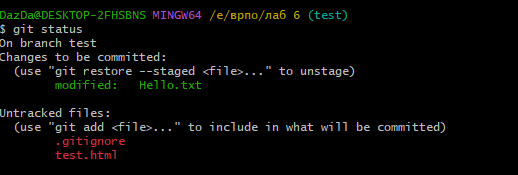 DazDa@DESKTOP-2FHSBNS MINGW64 /e/врпо/лаб 6 (test)
$ git status
On branch test
Changes to be committed:
  (use "git restore --staged <file>..." to unstage)
        modified:   Hello.txt

Untracked files:
  (use "git add <file>..." to include in what will be committed)
        .gitignore
        test.html